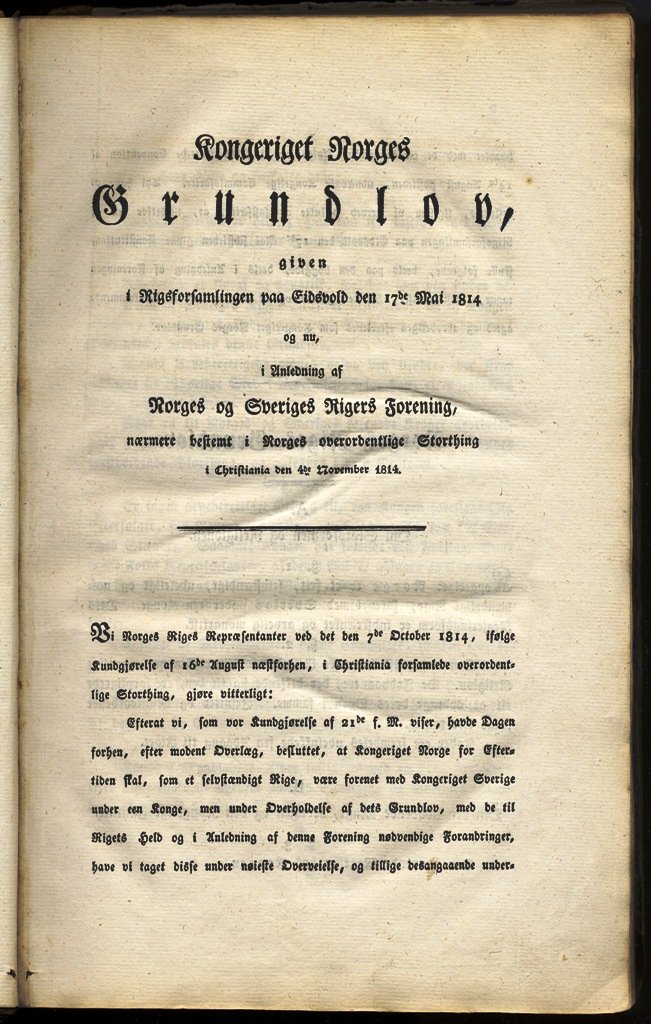 Kongeriget Norges
Grundlov,
given
i Rigsforsamlingen paa Eidsvold den 17de Mai 1814
og nu,
i Anledning af
Norges og Sveriges Rigers Forening,
nærmere bestemt i Norges overordentlige Storthing
i Christiania den 4de November 1814.
Vi Norges Riges Repræsentanter ved det den 7de October 1814, ifølge
Kundgjørelse af 16de August næstforhen, i Christiania forsamlede overordent-
lige Storthing, gjøre vitterligt:
Efterat vi, som vor Kundgjørelse af 21de f. M. viser, havde Dagen
forhen, efter modent Overlæg, besluttet, at Kongeriget Norge for Efter-
tiden skal, som et selvstændigt Rige, være forenet med Kongeriget Sverige
under een Konge, men under Overholdelse af dets Grundlov, med de til
Rigets Held og i Anledning af denne Forening nødvendige Forandringer,
have vi taget disse under nøieste Overveielse, og tillige desangaaende under-